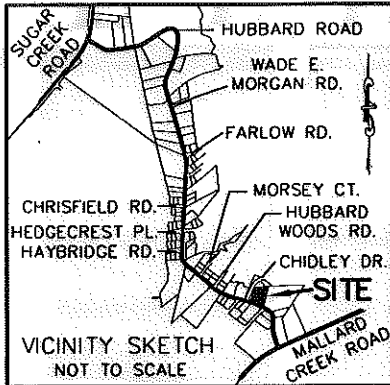 SUGAR
CREEK
ROAD
HUBBARD ROAD
WADE E.
MORGAN RD.
FARLOW RD.
CHRISFIELD RD.
HEDGECREST PL.
HAYBRIDGE RD.
MORSEY CT.
HUBBARD
WOODS RD.
CHIDLEY DR.
SITE
MALLARD
CREEK ROAD
VICINITY SKETCH
NOT TO SCALE